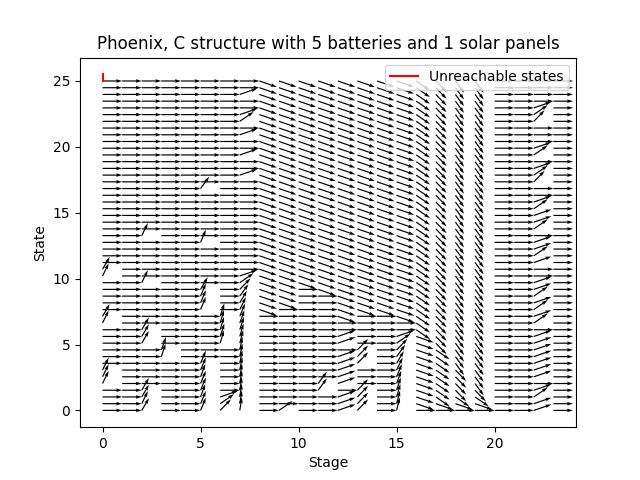 Phoenix, C structure with 5 batteries and 1 solar panels
Unreachable states
25
20
15
10
5
0
State
0 5 10 15 20
Stage